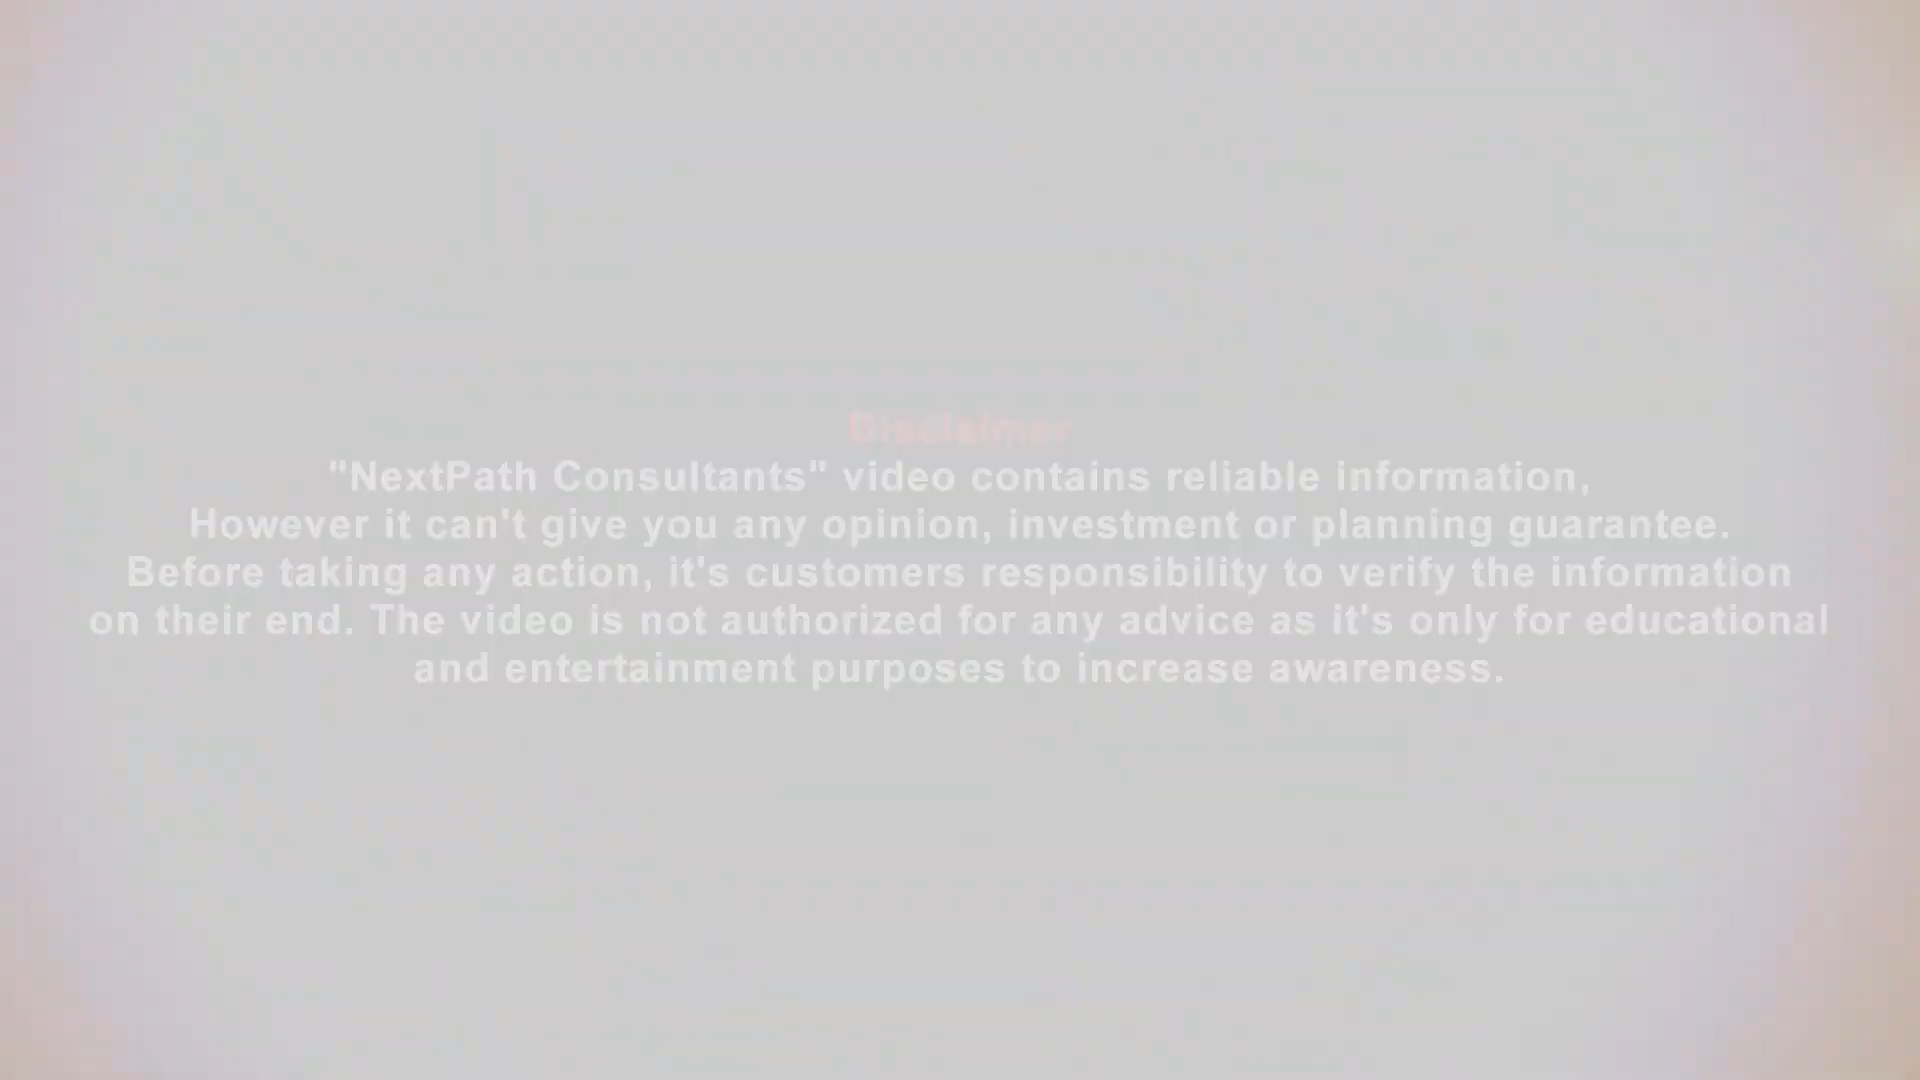 Disclaimer
"NextPath Consultants" video contains reliable information,
However it can't give you any opinion, investment or planning guarantee.
Before taking any action, it's customers responsibility to verify the information
on their end. The video is not authorized for any advice as it's only for educational
and entertainment purposes to increase awareness.